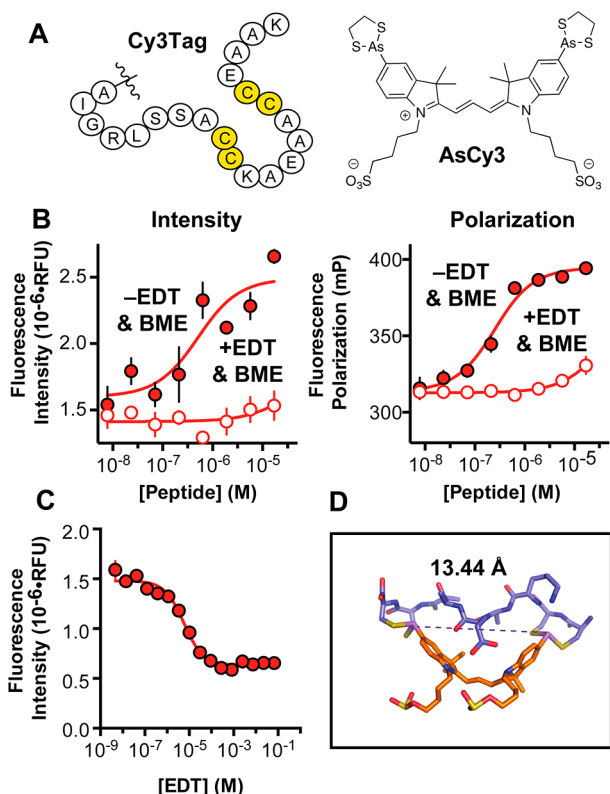 A
Cy3Tag
A I G R L S S A C C K A E A A C C E A A K
S S As
S S As
N +
N
⊖ SO3
⊖ SO3
AsCy3
B
Intensity
Fluorescence
Intensity (10-6•RFU)
2.5
2.0
1.5
–EDT
& BME
+EDT
& BME
10-8 10-7 10-6 10-5
[Peptide] (M)
Polarization
Fluorescence
Polarization (mP)
400
350
300
–EDT
& BME
+EDT
& BME
10-8 10-7 10-6 10-5
[Peptide] (M)
C
Fluorescence
Intensity (10-6•RFU)
2.0
1.5
1.0
0.5
0.0
10-9 10-7 10-5 10-3 10-1
[EDT] (M)
D
13.44 Å